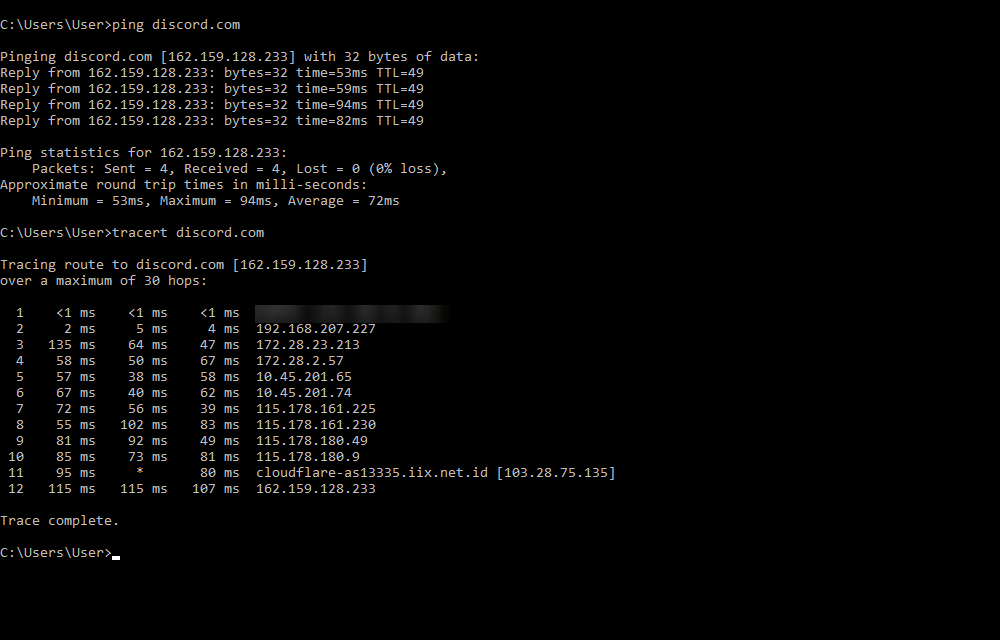 C:\Users\User>ping discord.com
Pinging discord.com [162.159.128.233] with 32 bytes of data:
Reply from 162.159.128.233: bytes=32 time=53ms TTL=49
Reply from 162.159.128.233: bytes=32 time=59ms TTL=49
Reply from 162.159.128.233: bytes=32 time=94ms TTL=49
Reply from 162.159.128.233: bytes=32 time=82ms TTL=49
Ping statistics for 162.159.128.233:
    Packets: Sent = 4, Received = 4, Lost = 0 (0% loss),
Approximate round trip times in milli-seconds:
    Minimum = 53ms, Maximum = 94ms, Average = 72ms
C:\Users\User>tracert discord.com
Tracing route to discord.com [162.159.128.233]
over a maximum of 30 hops:
  1    <1 ms    <1 ms    <1 ms
  2     2 ms     5 ms     4 ms  192.168.207.227
  3   135 ms    64 ms    47 ms  172.28.23.213
  4    58 ms    50 ms    67 ms  172.28.2.57
  5    57 ms    38 ms    58 ms  10.45.201.65
  6    67 ms    40 ms    62 ms  10.45.201.74
  7    72 ms    56 ms    39 ms  115.178.161.225
  8    55 ms   102 ms    83 ms  115.178.161.230
  9    81 ms    92 ms    49 ms  115.178.180.49
 10    85 ms    73 ms    81 ms  115.178.180.9
 11    95 ms     *       80 ms  cloudflare-as13335.iix.net.id [103.28.75.135]
 12   115 ms   115 ms   107 ms  162.159.128.233
Trace complete.
C:\Users\User>